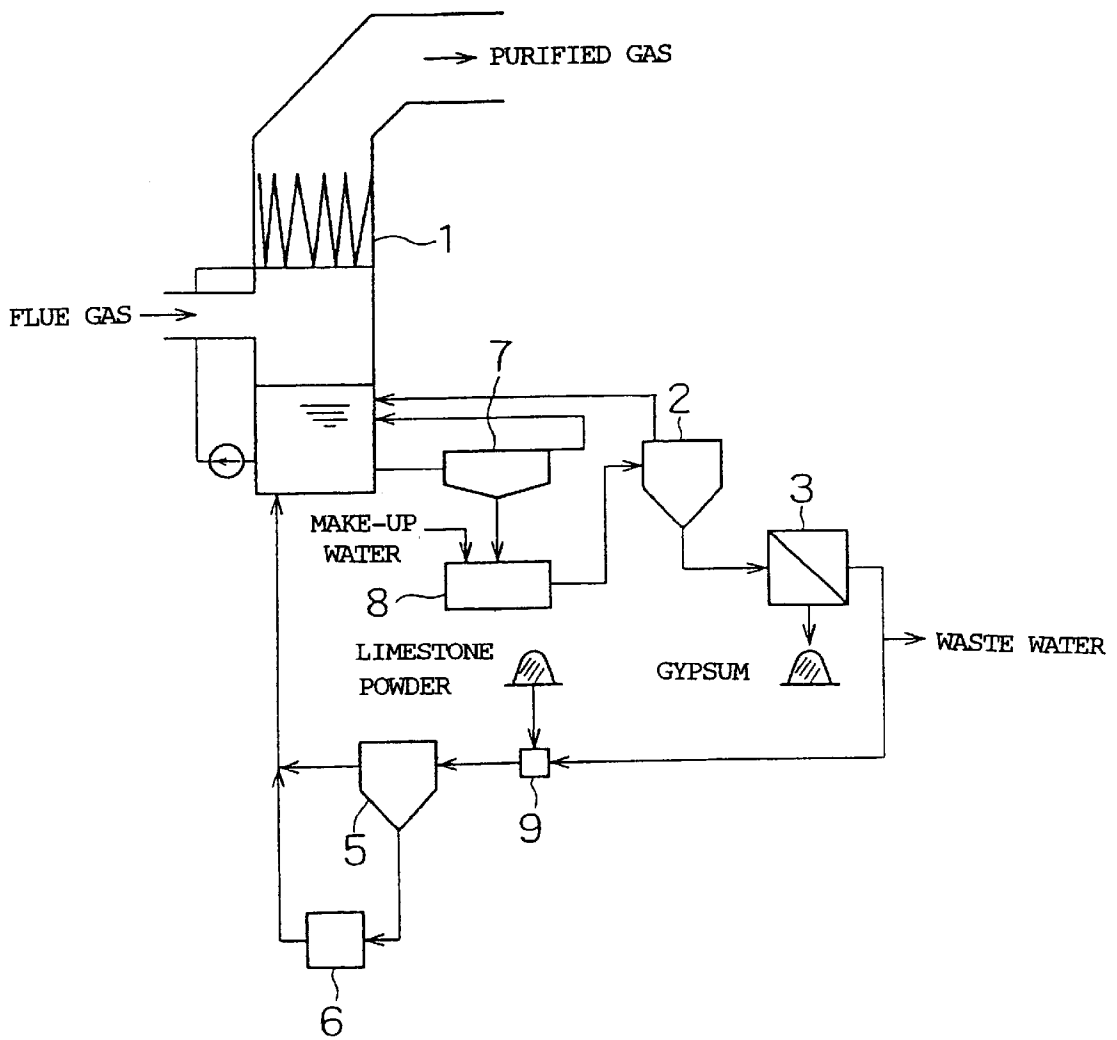 PURIFIED GAS
1
FLUE GAS
7
2
3
MAKE-UP
WATER
8
WASTE WATER
LIMESTONE
POWDER
GYPSUM
9
5
6